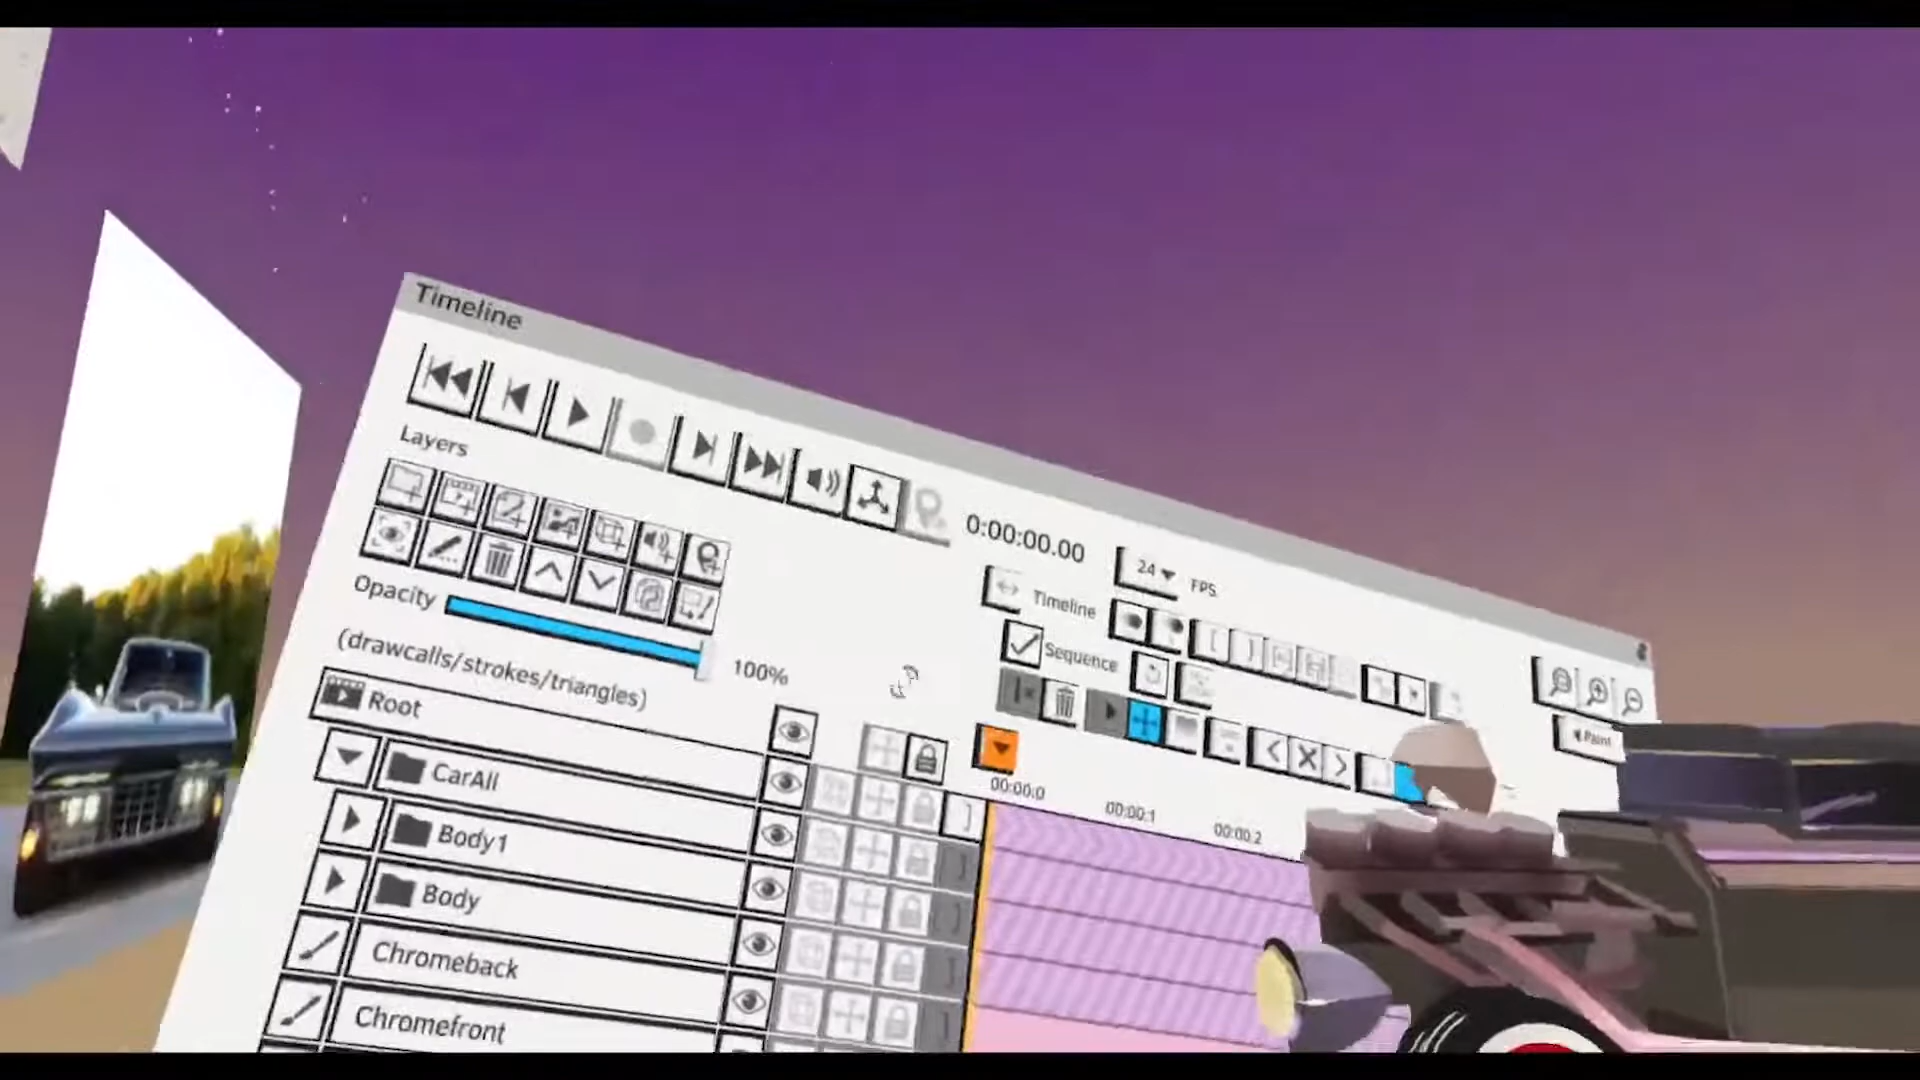 Timeline
Layers
0:00:00.00
24 FPS
Timeline
Opacity
100%
Sequence
(drawcalls/strokes/triangles)
Paint
Root
CarAll
00:00:0
00:00:1
00:00:2
Body1
Body
Chromeback
Chromefront